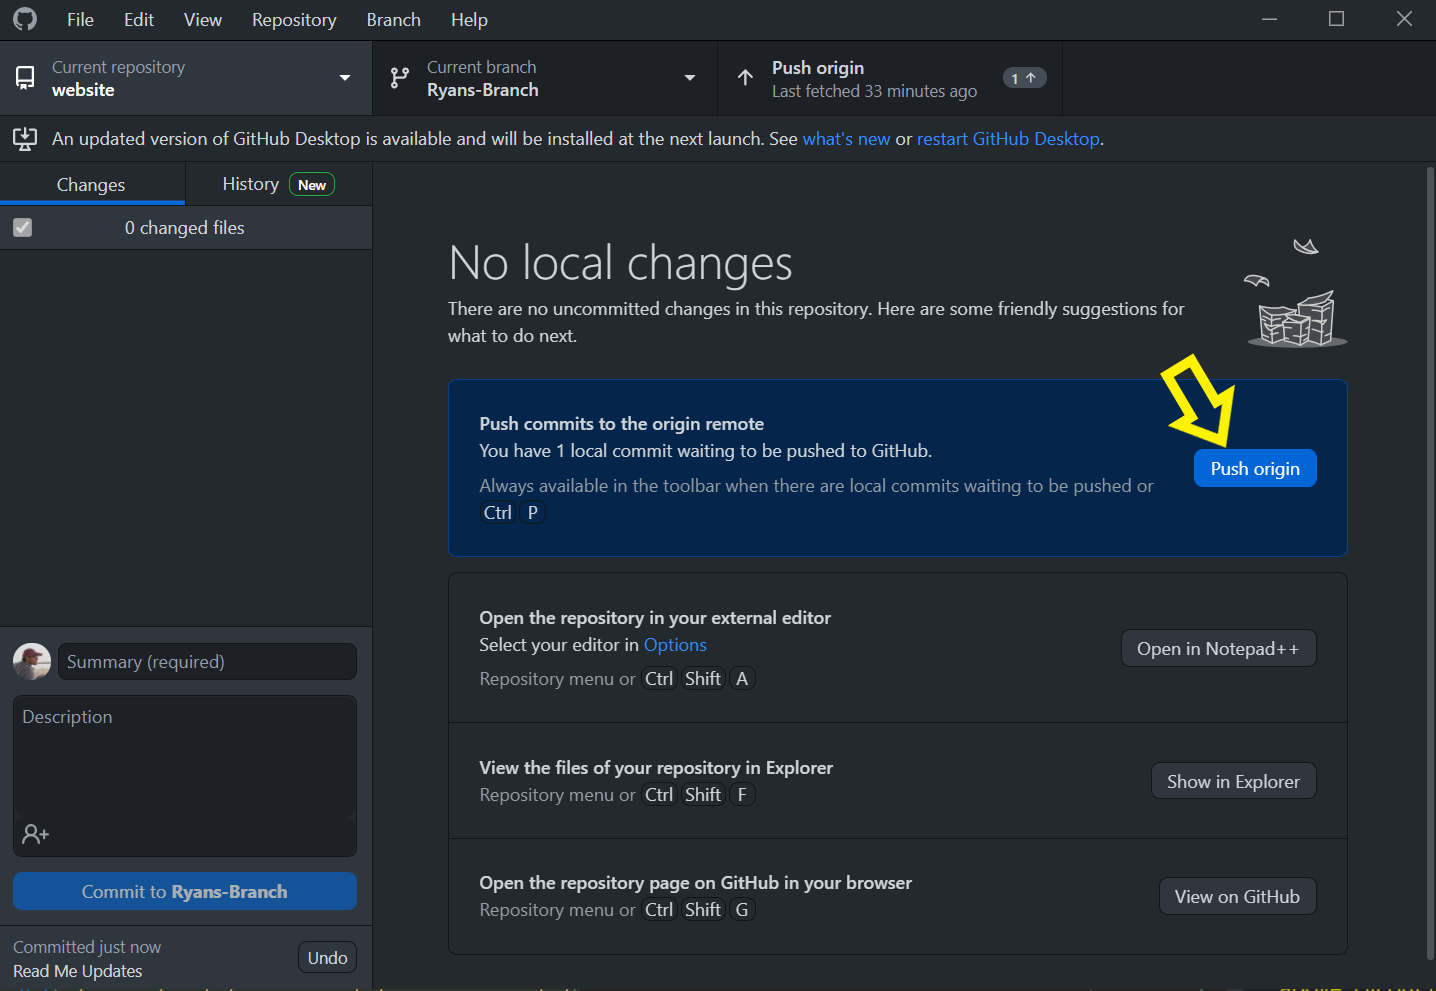 File Edit View Repository Branch Help
Current repository
website
Current branch
Ryans-Branch
Push origin
Last fetched 33 minutes ago
1
An updated version of GitHub Desktop is available and will be installed at the next launch. See what's new or restart GitHub Desktop.
Changes
History New
0 changed files
No local changes
There are no uncommitted changes in this repository. Here are some friendly suggestions for
what to do next.
Push commits to the origin remote
You have 1 local commit waiting to be pushed to GitHub.
Always available in the toolbar when there are local commits waiting to be pushed or
Ctrl P
Push origin
Open the repository in your external editor
Select your editor in Options
Repository menu or Ctrl Shift A
Open in Notepad++
View the files of your repository in Explorer
Repository menu or Ctrl Shift F
Show in Explorer
Open the repository page on GitHub in your browser
Repository menu or Ctrl Shift G
View on GitHub
Summary (required)
Description
Commit to Ryans-Branch
Committed just now
Read Me Updates
Undo